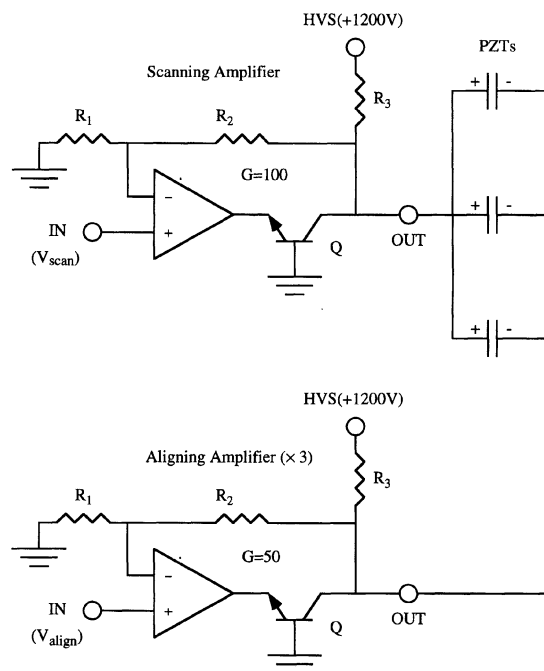 HVS(+1200V)
PZTs
Scanning Amplifier
R3
+ -
R1
R2
G=100
-
+
IN
(Vscan)
Q
OUT
+ -
+ -
HVS(+1200V)
Aligning Amplifier (× 3)
R3
R1
R2
G=50
-
+
IN
(Valign)
Q
OUT